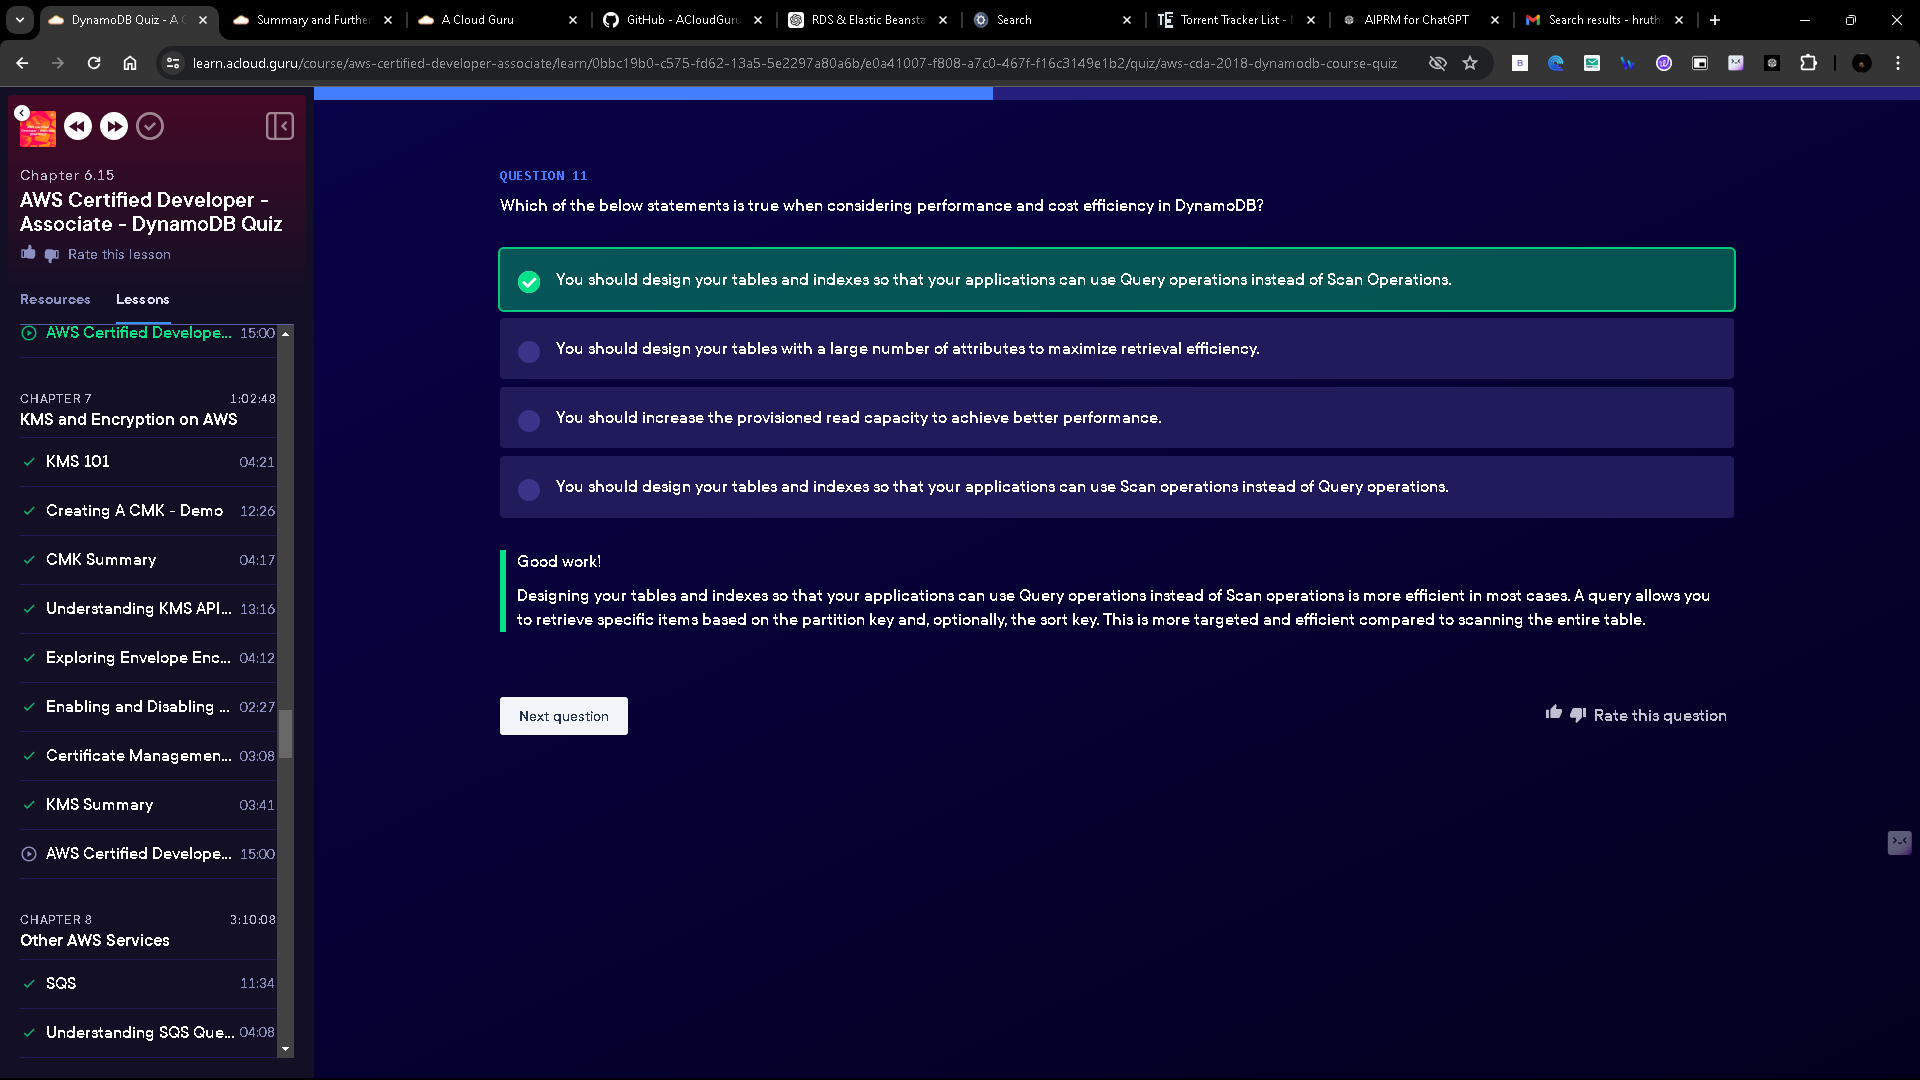 DynamoDB Quiz - A C
Summary and Further
A Cloud Guru
GitHub - ACloudGuru
RDS & Elastic Beansta
Search
Torrent Tracker List -
AIPRM for ChatGPT
Search results - hruth
learn.acloud.guru/course/aws-certified-developer-associate/learn/0bbc19b0-c575-fd62-13a5-5e2297a80a6b/e0a41007-f808-a7c0-467f-f16c3149e1b2/quiz/aws-cda-2018-dynamodb-course-quiz
Chapter 6.15
AWS Certified Developer -
Associate - DynamoDB Quiz
Rate this lesson
Resources Lessons
AWS Certified Develope... 15:00
CHAPTER 7 1:02:48
KMS and Encryption on AWS
KMS 101 04:21
Creating A CMK - Demo 12:26
CMK Summary 04:17
Understanding KMS API... 13:16
Exploring Envelope Enc... 04:12
Enabling and Disabling ... 02:27
Certificate Managemen... 03:08
KMS Summary 03:41
AWS Certified Develope... 15:00
CHAPTER 8 3:10:08
Other AWS Services
SQS 11:34
Understanding SQS Que... 04:08
QUESTION 11
Which of the below statements is true when considering performance and cost efficiency in DynamoDB?
You should design your tables and indexes so that your applications can use Query operations instead of Scan Operations.
You should design your tables with a large number of attributes to maximize retrieval efficiency.
You should increase the provisioned read capacity to achieve better performance.
You should design your tables and indexes so that your applications can use Scan operations instead of Query operations.
Good work!
Designing your tables and indexes so that your applications can use Query operations instead of Scan operations is more efficient in most cases. A query allows you
to retrieve specific items based on the partition key and, optionally, the sort key. This is more targeted and efficient compared to scanning the entire table.
Next question
Rate this question